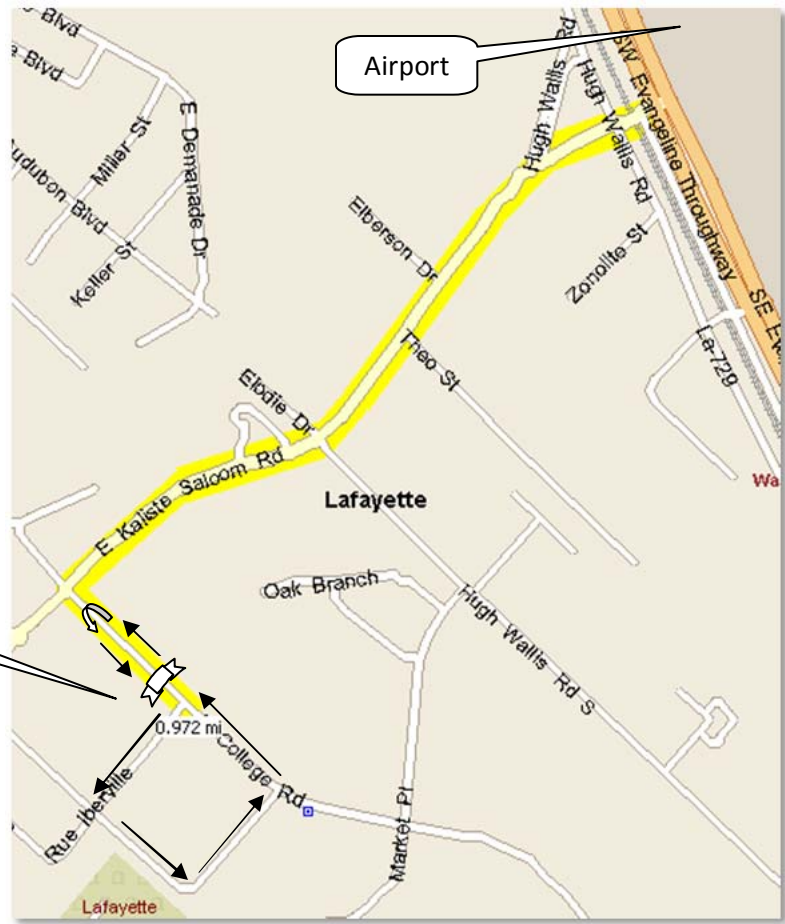 Blvd
Blvd
Airport
SW Evangeline Throughway
Hugh Wallis
Hugh Wallis Rd
E Demanade Dr
Miller St
Audubon Blvd
Keller St
Elberson Dr
Zonolite St
SE
Theo St
La-729
Elodie Dr
E Kaliste Saloom Rd
Lafayette
Wa
Oak Branch
Hugh Wallis Rd S
0.972 mi
College Rd
Rue Iberville
Market Pl
Lafayette